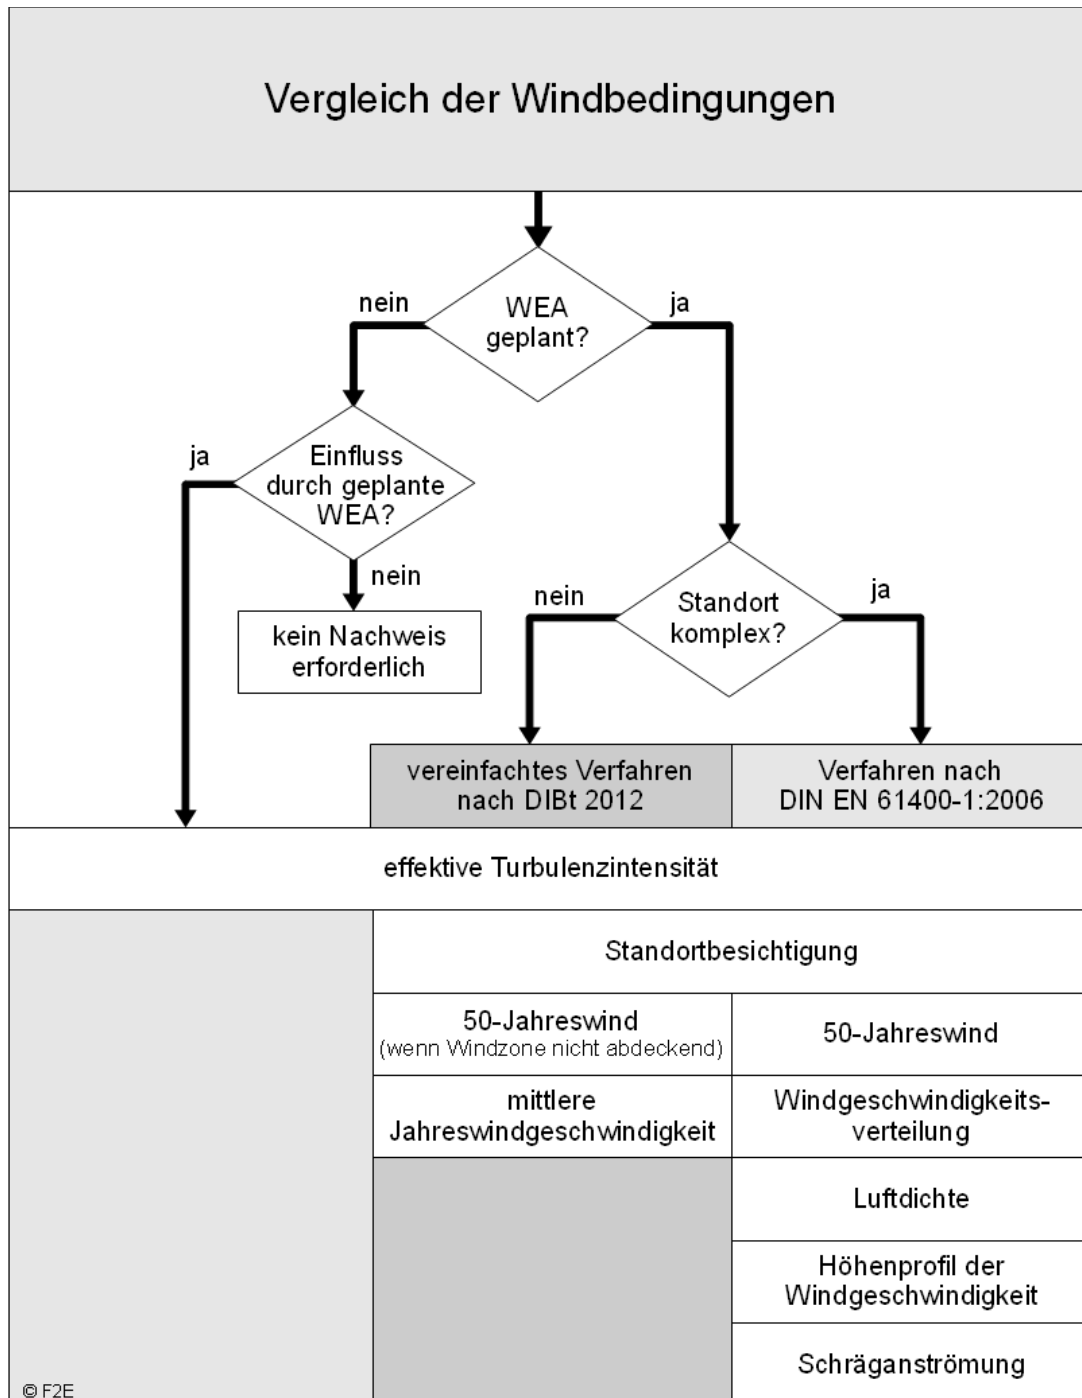 Vergleich der Windbedingungen
nein
WEA
geplant?
ja
ja
Einfluss
durch geplante
WEA?
nein
kein Nachweis
erforderlich
nein
Standort
komplex?
ja
vereinfachtes Verfahren
nach DIBt 2012
Verfahren nach
DIN EN 61400-1:2006
effektive Turbulenzintensität
Standortbesichtigung
50-Jahreswind
(wenn Windzone nicht abdeckend)
50-Jahreswind
mittlere
Jahreswindgeschwindigkeit
Windgeschwindigkeits-
verteilung
Luftdichte
Höhenprofil der
Windgeschwindigkeit
Schräganströmung
© F2E